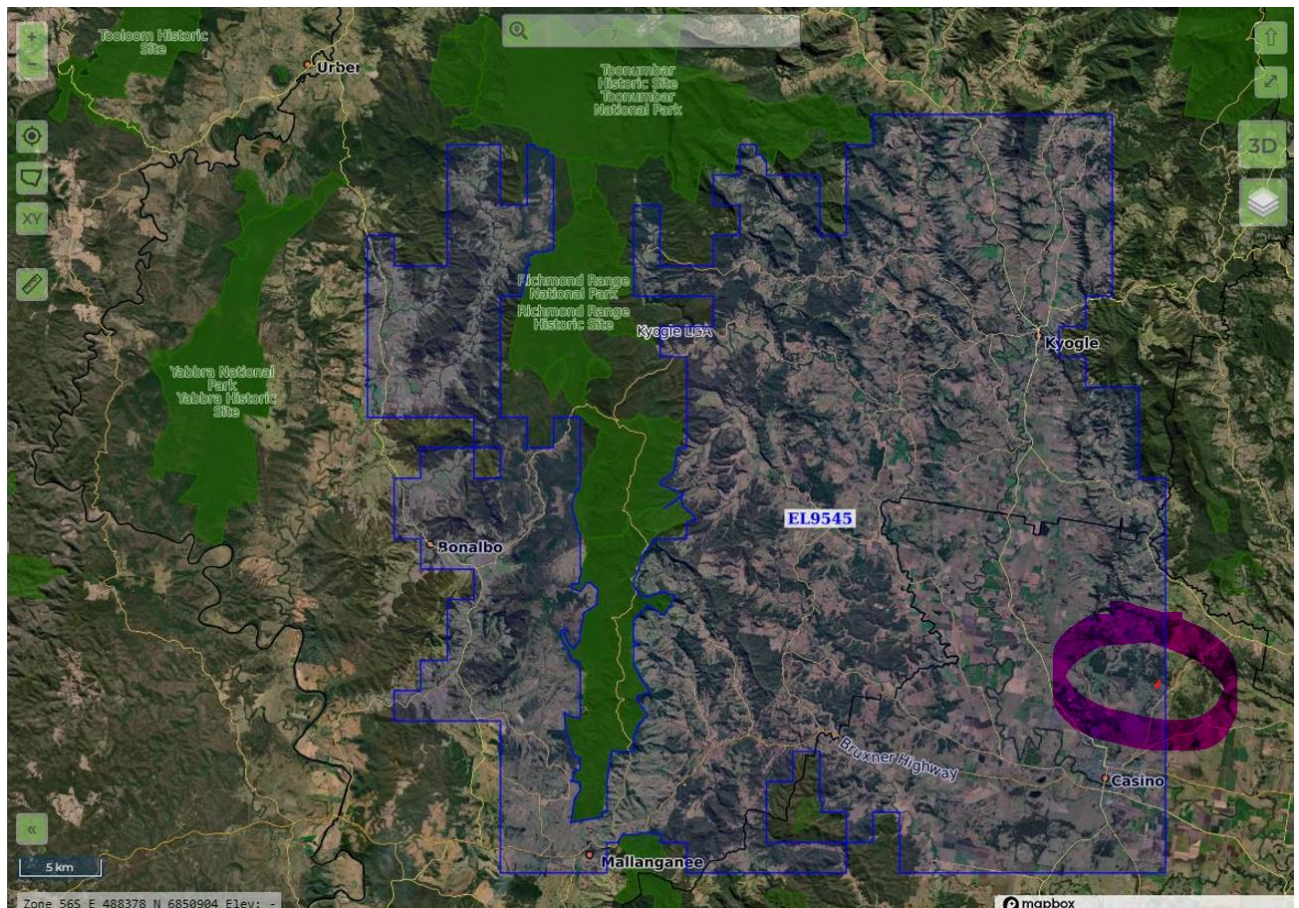 +
Tooloom Historic
Site
−
Urben
Toonumbar
Historic Site
Toonumbar
National Park
3D
XY
Richmond Range
National Park
Richmond Range
Historic Site
Kyogle LGA
Kyogle
Yabbra National
Park
Yabbra Historic
Site
EL9545
Bonalbo
Bruxner Highway
Casino
«
5 km
Mallanganee
Zone 56S E 488378 N 6850904 Elev: -
mapbox